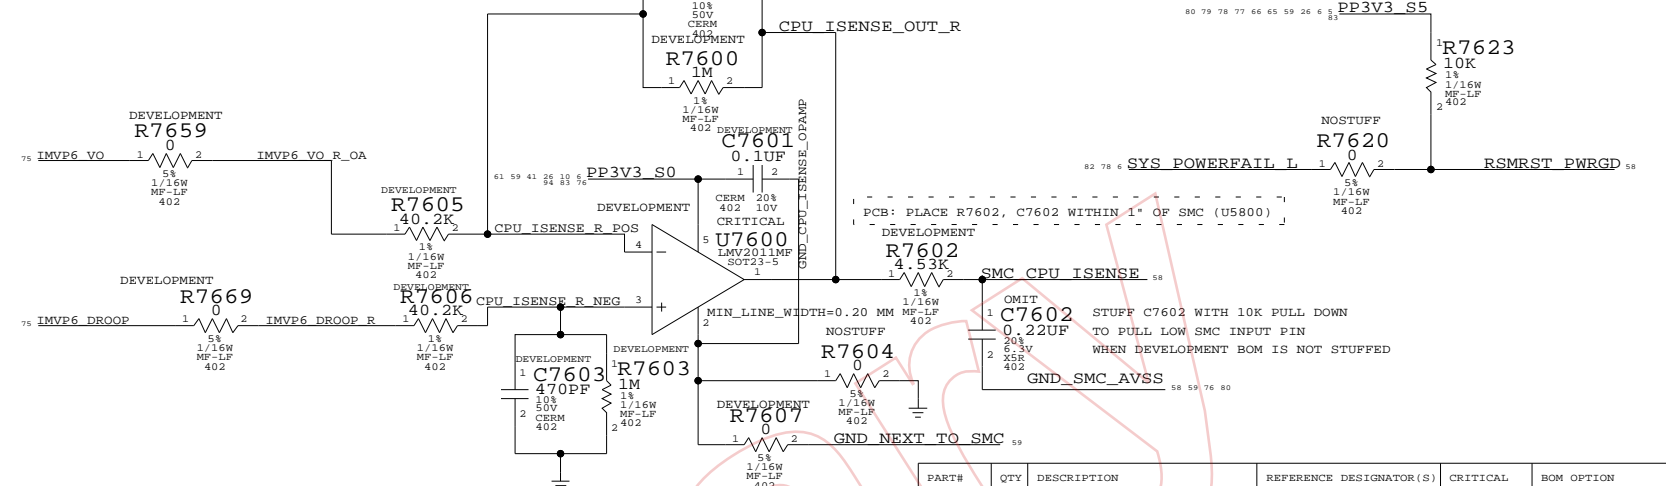 10%
50V
CERM
402
DEVELOPMENT
R7600
1M
1 2
1%
1/16W
MF-LF
402
CPU_ISENSE_OUT_R
80 79 78 77 66 65 59 26 6 5
83
PP3V3_S5
1
R7623
10K
1%
1/16W
MF-LF
402
2
DEVELOPMENT
R7659
0
75 IMVP6_VO 1 2 IMVP6_VO_R_OA
5%
1/16W
MF-LF
402
DEVELOPMENT
C7601
0.1UF
1 2
CERM 20%
402 10V
GND_CPU_ISENSE_OPAMP
61 59 41 26 10 6
94 83 76
PP3V3_S0
NOSTUFF
R7620
0
82 78 6 SYS_POWERFAIL_L 1 2 RSMRST_PWRGD 58
5%
1/16W
MF-LF
402
DEVELOPMENT
R7605
40.2K
1 2 CPU_ISENSE_R_POS
1%
1/16W
MF-LF
402
DEVELOPMENT
CRITICAL
U7600
LMV2011MF
SOT23-5
5
4
1
3
2
PCB: PLACE R7602, C7602 WITHIN 1" OF SMC (U5800)
DEVELOPMENT
R7602
4.53K
1 2 SMC_CPU_ISENSE 58
1%
1/16W
MF-LF
402
DEVELOPMENT
R7669
0
75 IMVP6_DROOP 1 2 IMVP6_DROOP_R
5%
1/16W
MF-LF
402
DEVELOPMENT
R7606
40.2K
1 2
1%
1/16W
MF-LF
402
CPU_ISENSE_R_NEG
MIN_LINE_WIDTH=0.20 MM
OMIT
1 C7602
0.22UF
20%
6.3V
2 X5R
402
STUFF C7602 WITH 10K PULL DOWN
TO PULL LOW SMC INPUT PIN
WHEN DEVELOPMENT BOM IS NOT STUFFED
GND_SMC_AVSS 58 59 76 80
DEVELOPMENT
1 C7603
470PF
10%
50V
2 CERM
402
DEVELOPMENT
1 R7603
1M
1%
1/16W
MF-LF
2 402
NOSTUFF
R7604
0
1 2
5%
1/16W
MF-LF
402
DEVELOPMENT
R7607
0
1 2 GND_NEXT_TO_SMC 59
5%
1/16W
MF-LF
402
PART# QTY DESCRIPTION REFERENCE DESIGNATOR(S) CRITICAL BOM OPTION